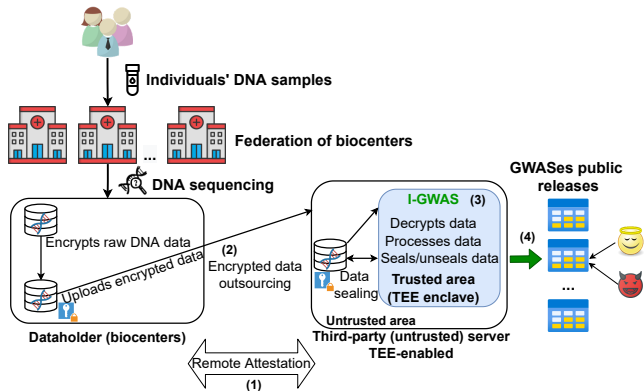 Individuals' DNA samples
...
Federation of biocenters
DNA sequencing
GWASes public
releases
I-GWAS (3)
Encrypts raw DNA data
Decrypts data
Processes data
Seals/unseals data
(2)
(4)
Uploads encrypted data
Encrypted data
outsourcing
Data
sealing
Trusted area
(TEE enclave)
...
Untrusted area
Dataholder (biocenters)
Third-party (untrusted) server
TEE-enabled
Remote Attestation
(1)